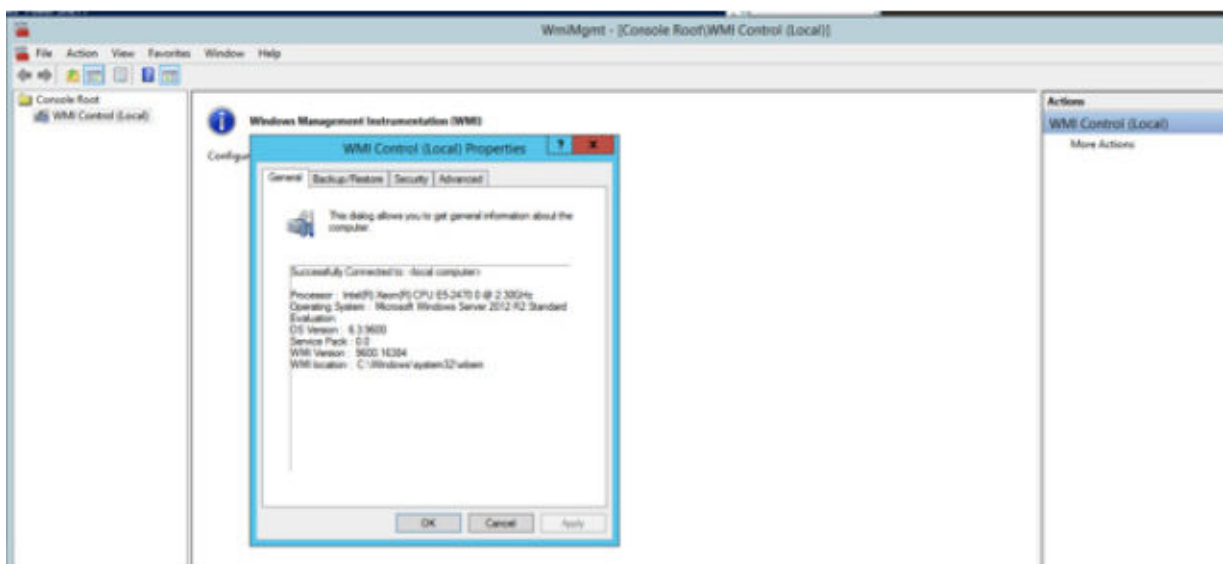 WmiMgmt - [Console Root\WMI Control (Local)]
File Action View Favorites Window Help
Console Root
WMI Control (Local)
Windows Management Instrumentation (WMI)
Configur
WMI Control (Local) Properties
General Backup/Restore Security Advanced
This dialog allows you to get general information about the
computer.
Successfully Connected to: <local computer>
Processor : Intel(R) Xeon(R) CPU E5-2470 0 @ 2.30GHz
Operating System : Microsoft Windows Server 2012 R2 Standard
Evaluation
OS Version : 6.3.9600
Service Pack : 0.0
WMI Version : 9600.16384
WMI location : C:\Windows\system32\wbem
OK Cancel Apply
Actions
WMI Control (Local)
More Actions